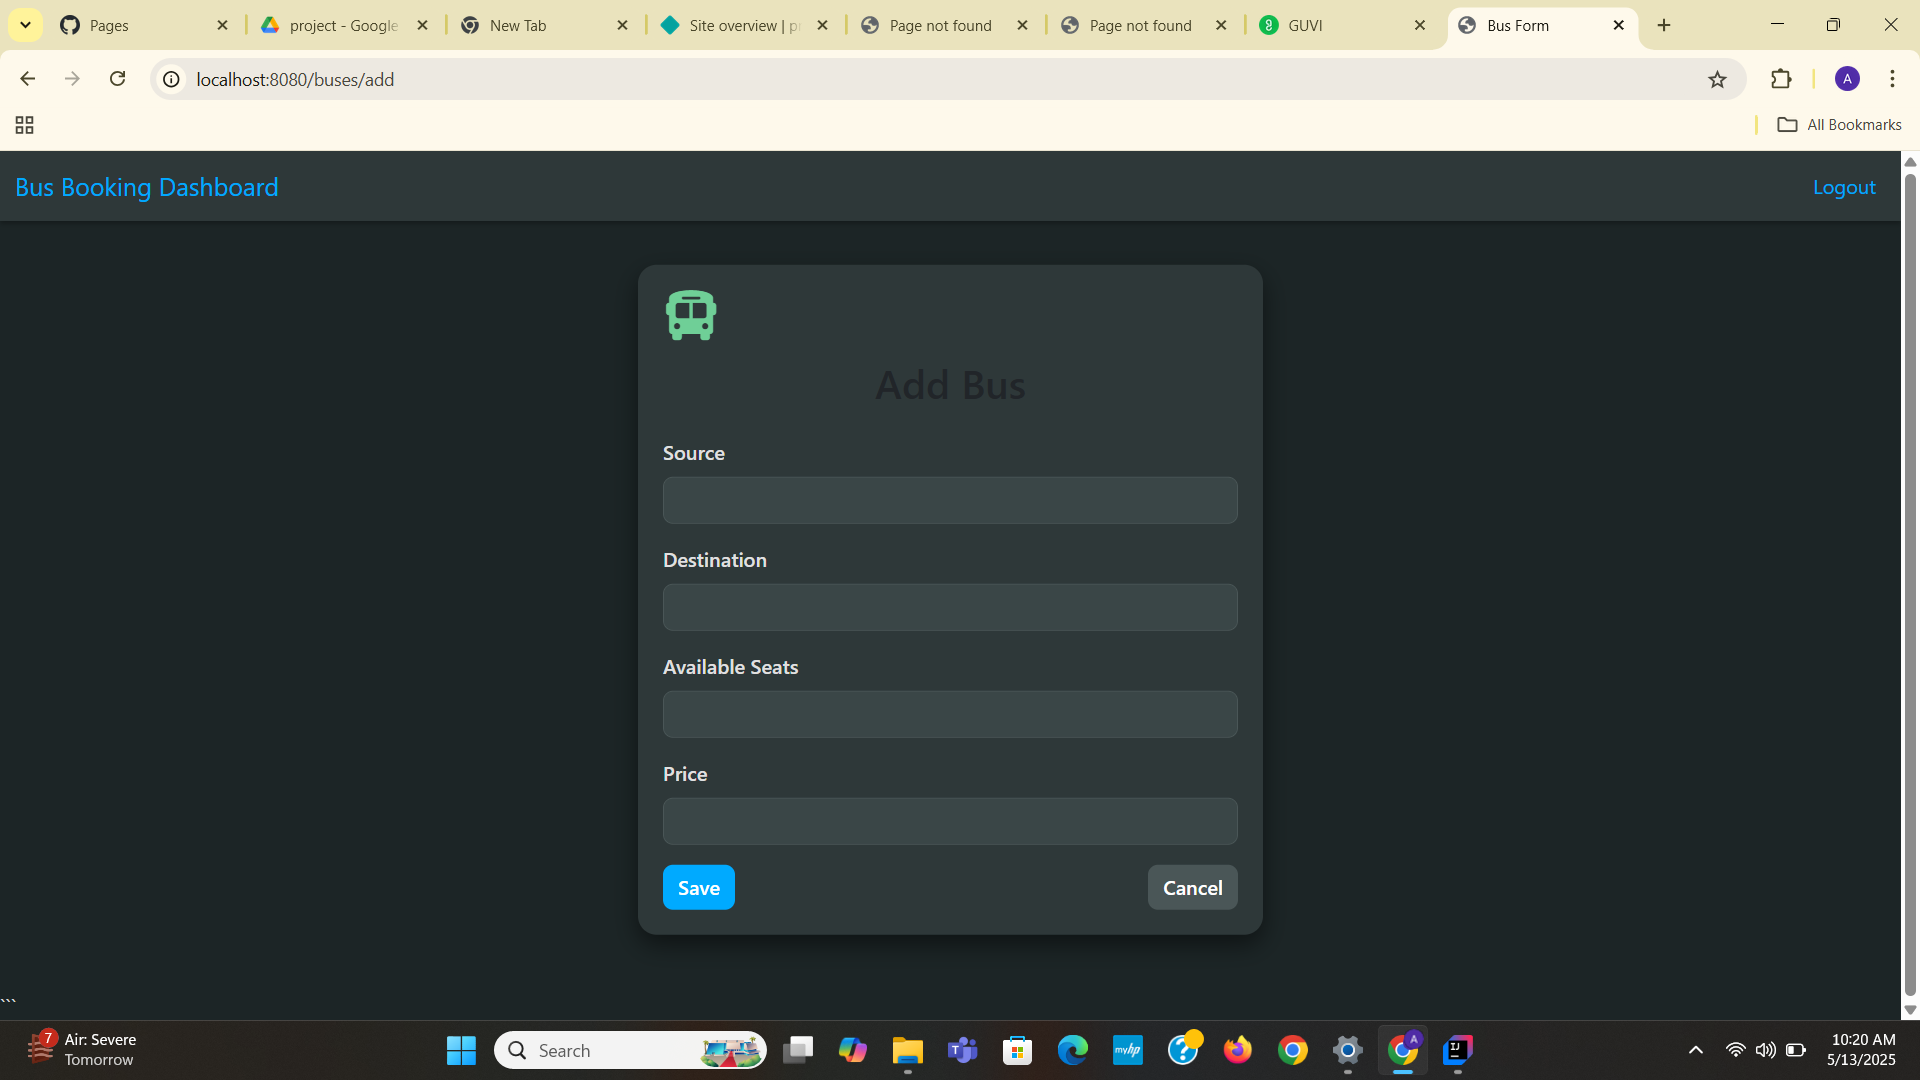 Pages
project - Google
New Tab
Site overview | p
Page not found
Page not found
GUVI
Bus Form
localhost:8080/buses/add
A
All Bookmarks
Bus Booking Dashboard
Logout
Add Bus
Source
Destination
Available Seats
Price
Save
Cancel
```
7
Air: Severe
Tomorrow
Search
T
myhp
?
A
IJ
10:20 AM
5/13/2025